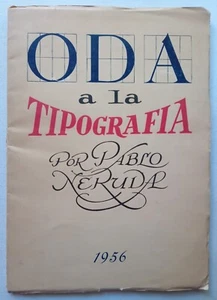 ODA
a la
TIPOGRAFIA
POR PABLO
NERUDA
1956